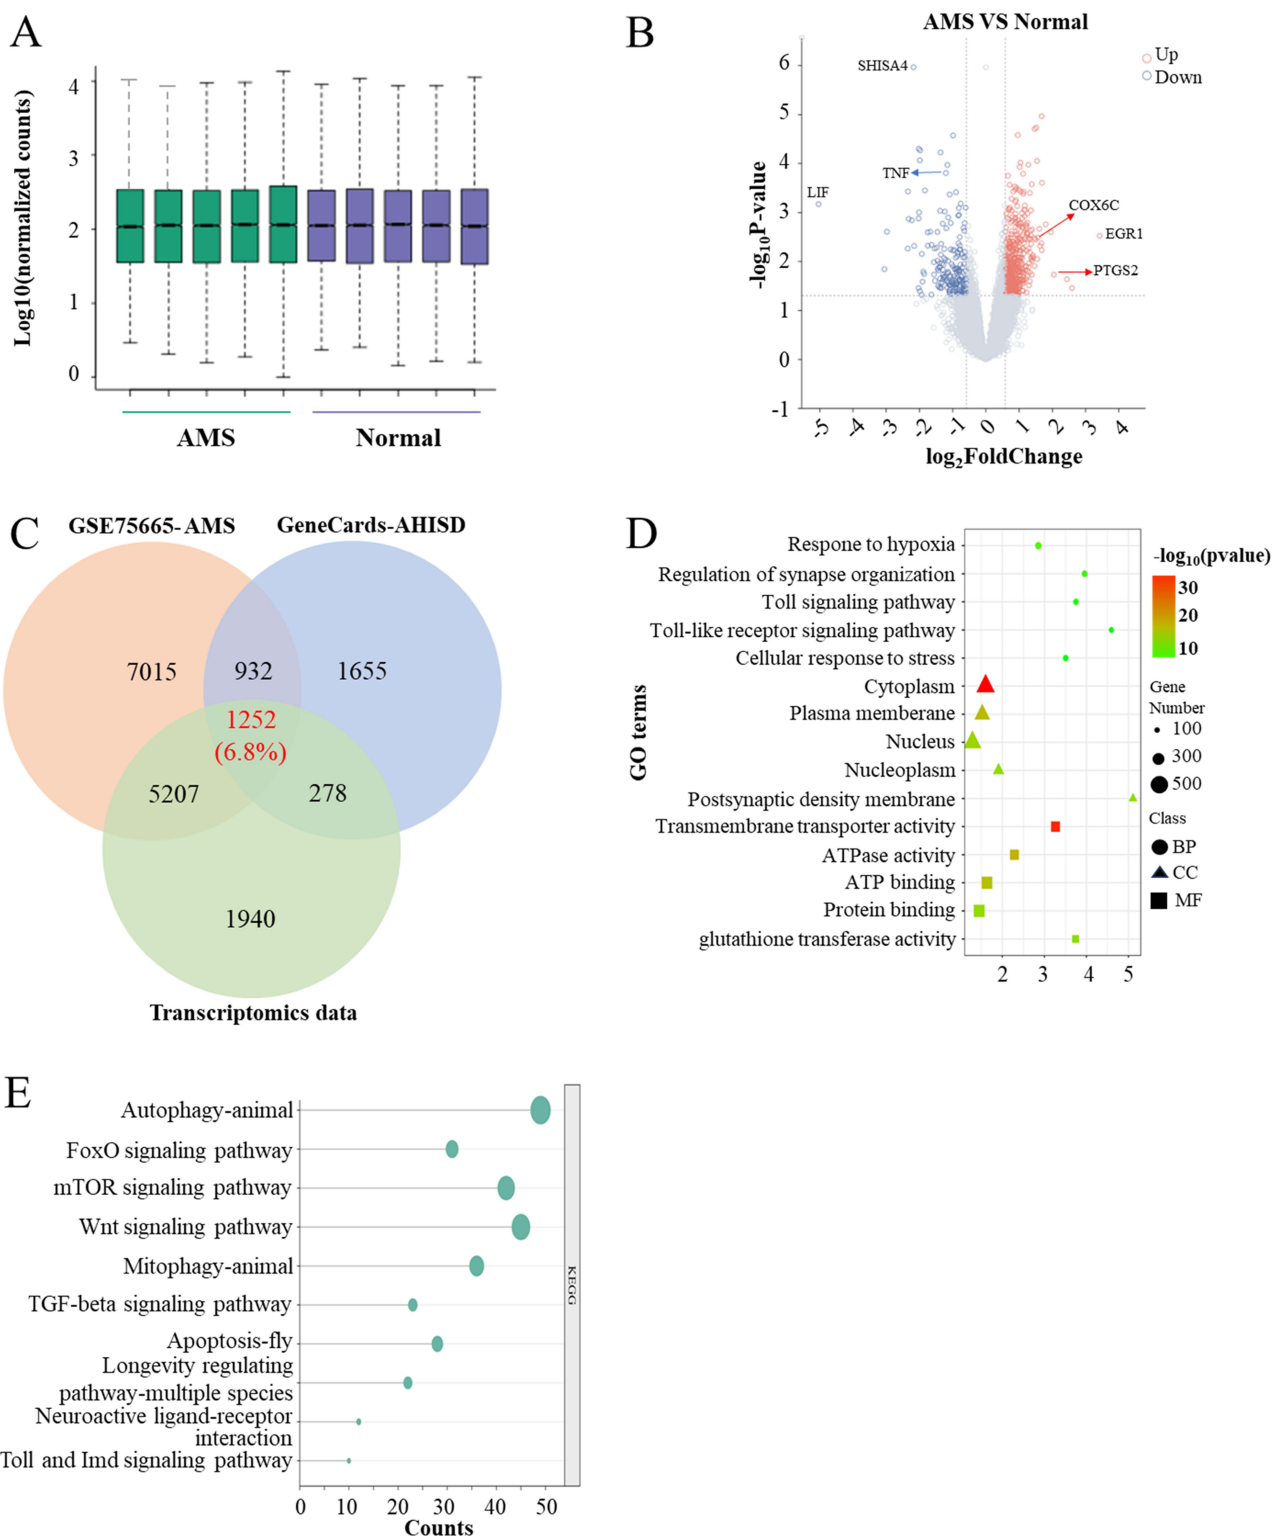 A
Log10(normalized counts)
4
3
2
1
0
AMS
Normal
B
AMS VS Normal
Up
Down
SHISA4
TNF
LIF
COX6C
EGR1
PTGS2
-log10P-value
6
5
4
3
2
1
0
-1
-5 -4 -3 -2 -1 0 1 2 3 4
log2FoldChange
C
GSE75665-AMS
GeneCards-AHISD
7015
932
1655
1252
(6.8%)
5207
278
1940
Transcriptomics data
D
GO terms
Respone to hypoxia
Regulation of synapse organization
Toll signaling pathway
Toll-like receptor signaling pathway
Cellular response to stress
Cytoplasm
Plasma memberane
Nucleus
Nucleoplasm
Postsynaptic density membrane
Transmembrane transporter activity
ATPase activity
ATP binding
Protein binding
glutathione transferase activity
2 3 4 5
-log10(pvalue)
30
20
10
Gene
Number
100
300
500
Class
BP
CC
MF
E
Autophagy-animal
FoxO signaling pathway
mTOR signaling pathway
Wnt signaling pathway
Mitophagy-animal
TGF-beta signaling pathway
Apoptosis-fly
Longevity regulating
pathway-multiple species
Neuroactive ligand-receptor
interaction
Toll and Imd signaling pathway
KEGG
0 10 20 30 40 50
Counts